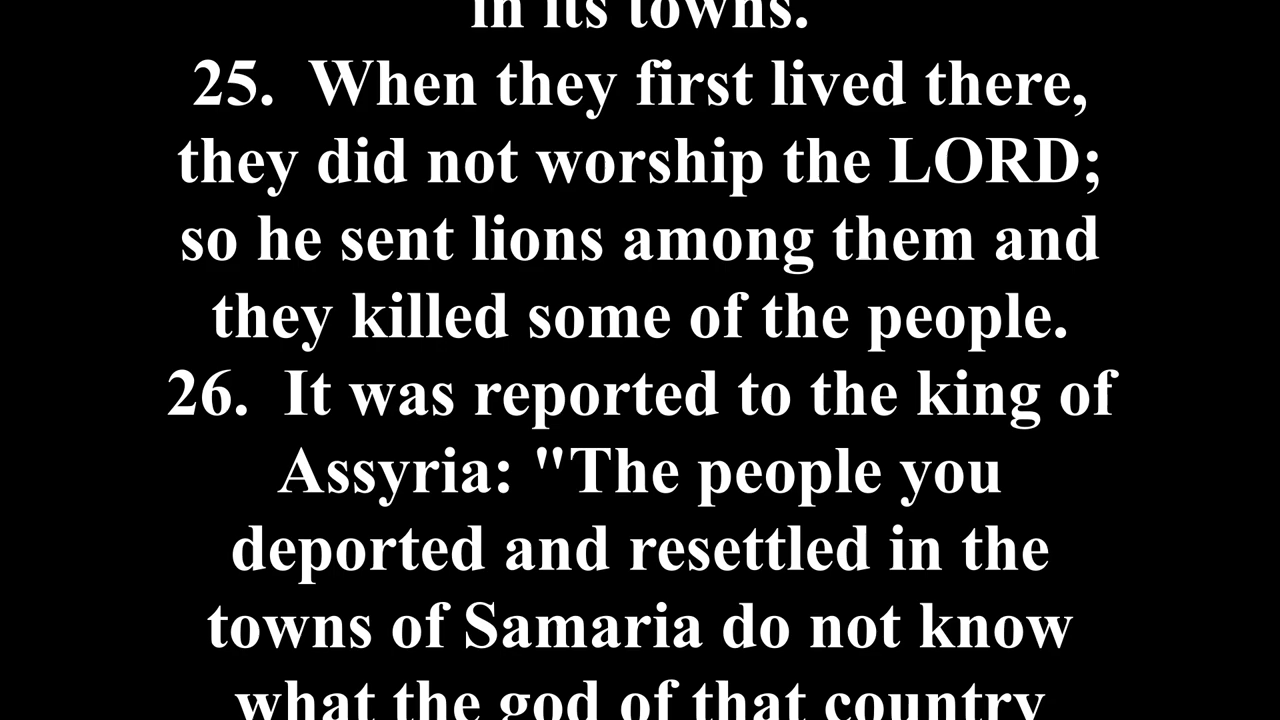 in its towns.
25.  When they first lived there,
they did not worship the LORD;
so he sent lions among them and
they killed some of the people.
26.  It was reported to the king of
Assyria: "The people you
deported and resettled in the
towns of Samaria do not know
what the god of that country